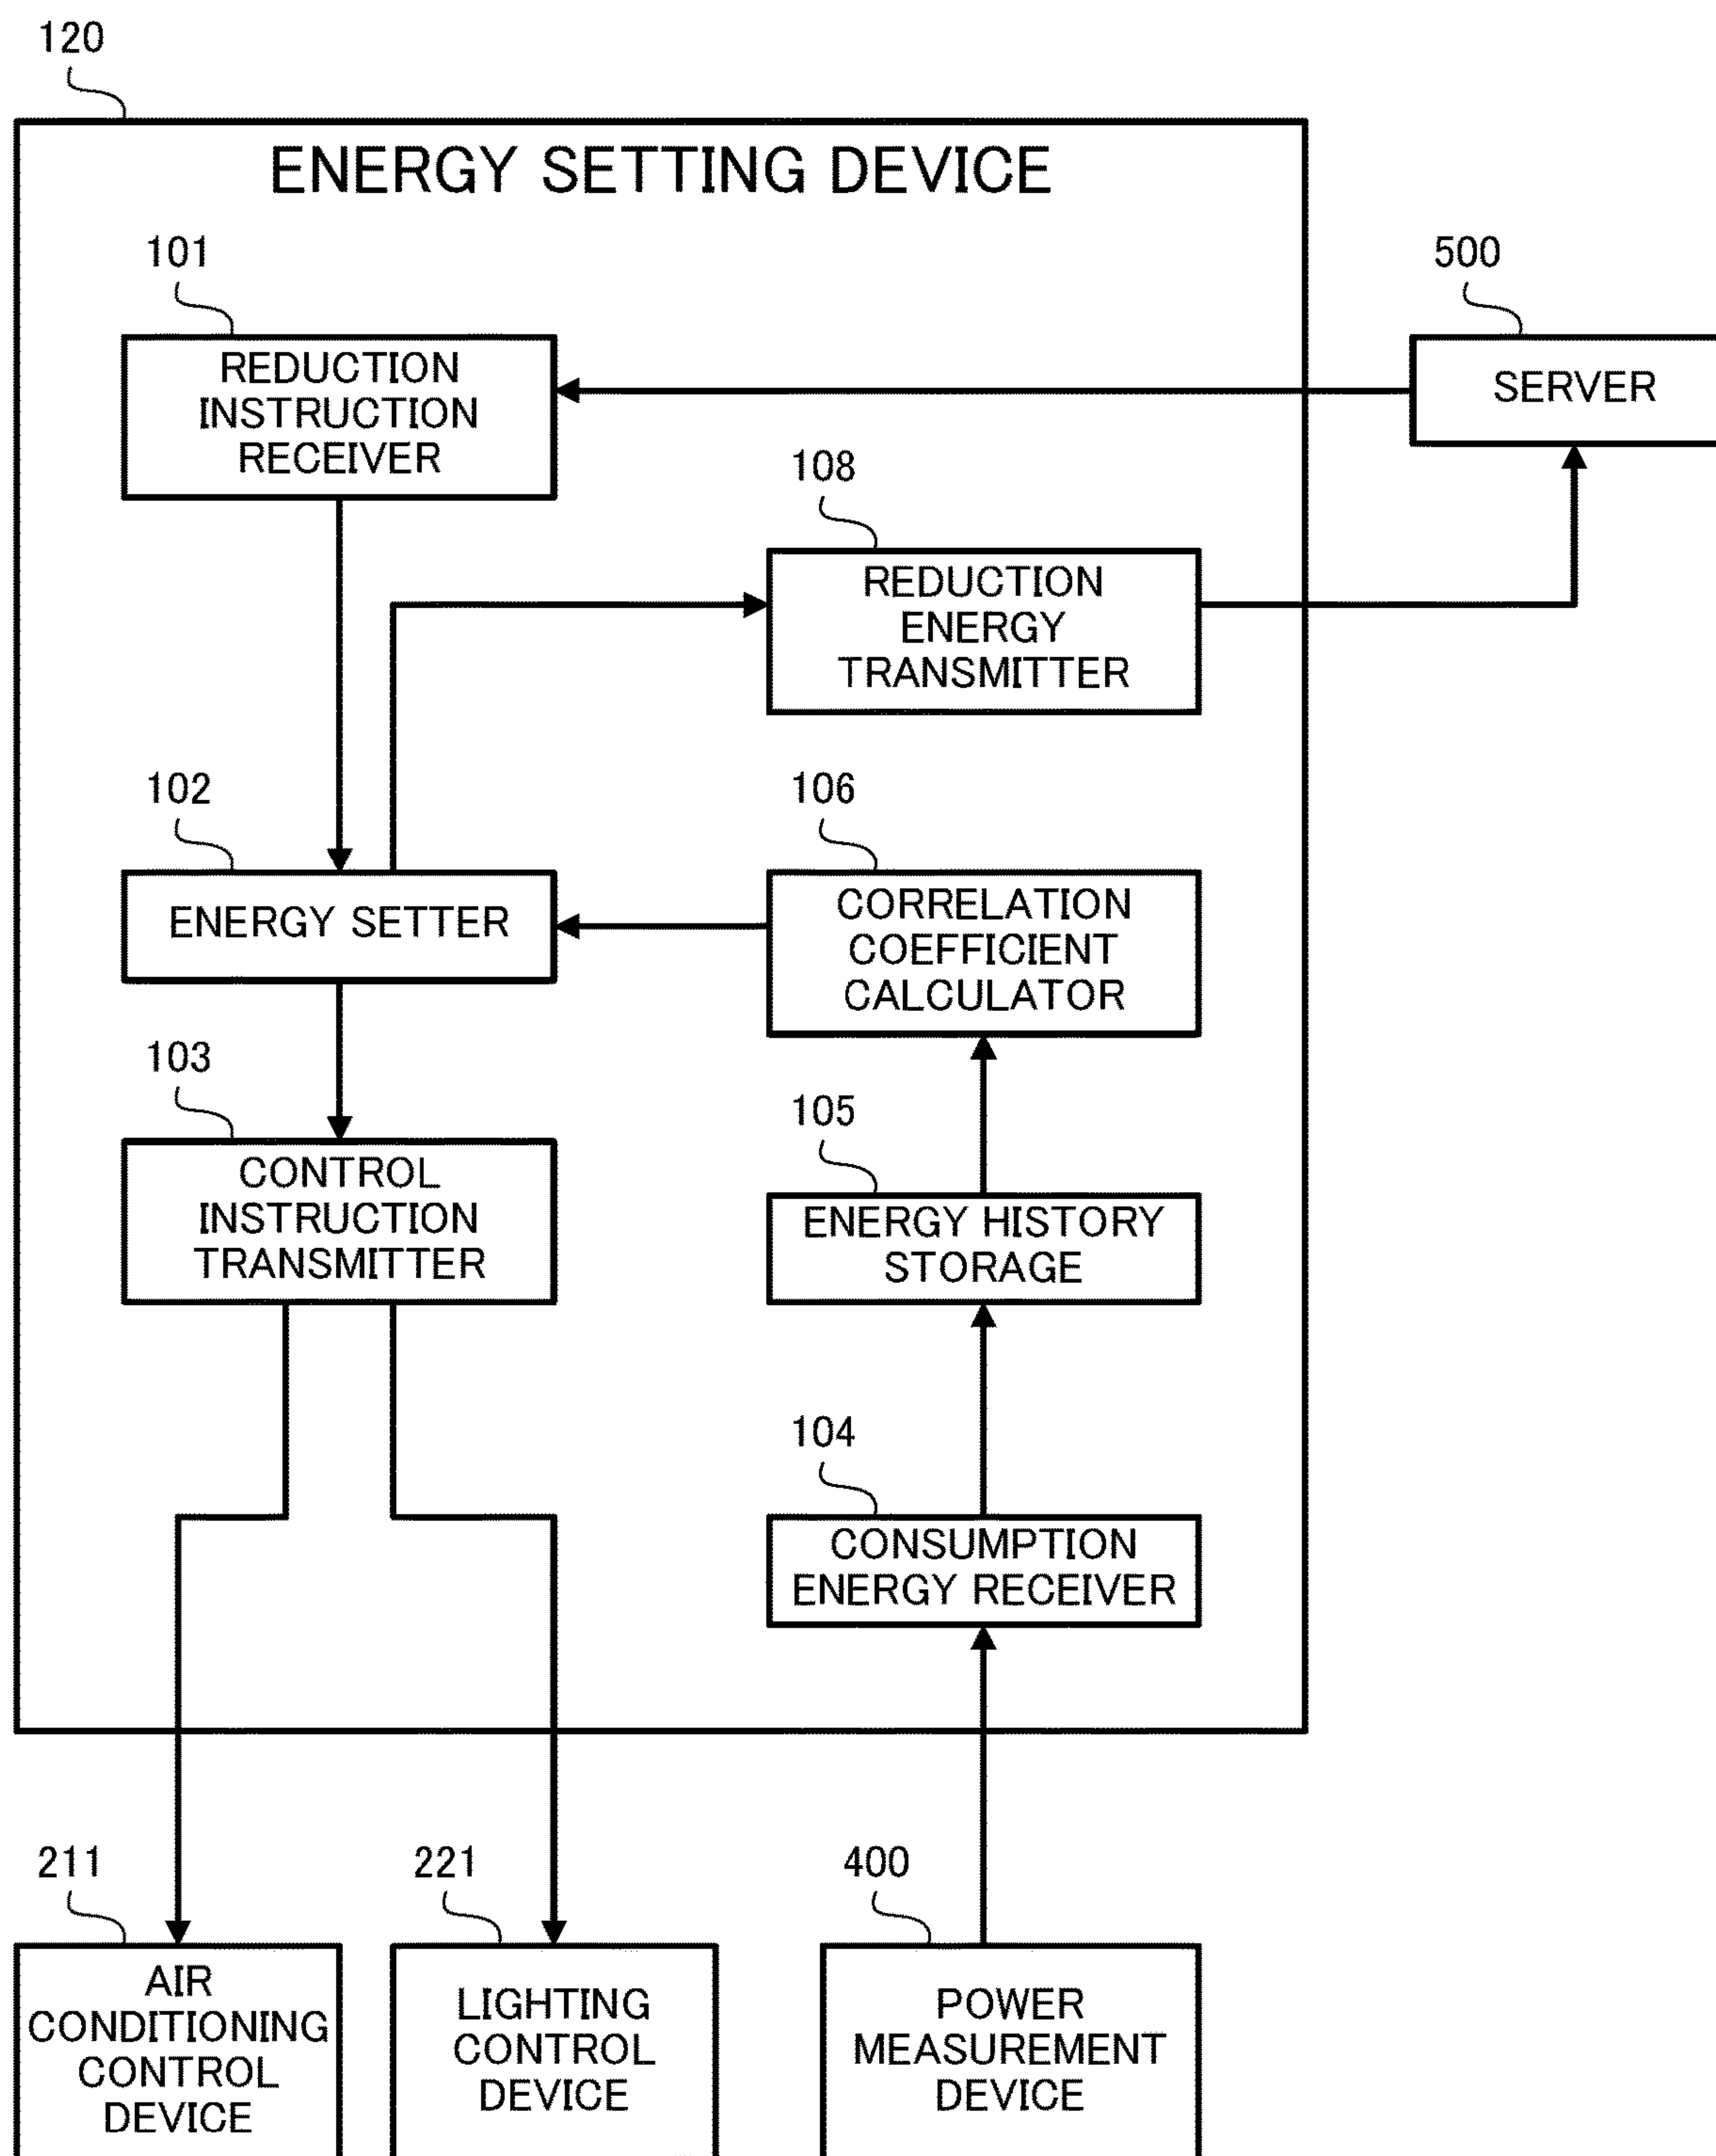 120
ENERGY SETTING DEVICE
101
500
REDUCTION
INSTRUCTION
RECEIVER
SERVER
108
REDUCTION
ENERGY
TRANSMITTER
102
106
ENERGY SETTER
CORRELATION
COEFFICIENT
CALCULATOR
103
105
CONTROL
INSTRUCTION
TRANSMITTER
ENERGY HISTORY
STORAGE
104
CONSUMPTION
ENERGY RECEIVER
211
221
400
AIR
CONDITIONING
CONTROL
DEVICE
LIGHTING
CONTROL
DEVICE
POWER
MEASUREMENT
DEVICE